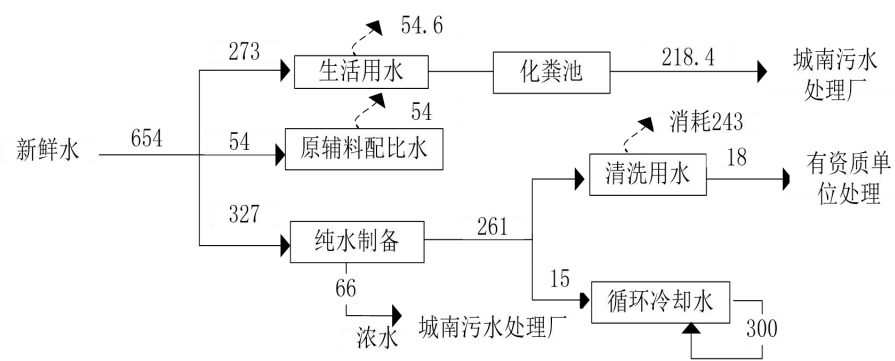 54.6
273
生活用水
化粪池
218.4
城南污水
处理厂
54
新鲜水
654
54
原辅料配比水
消耗243
清洗用水
18
有资质单
位处理
327
纯水制备
261
66
浓水
城南污水处理厂
15
循环冷却水
300